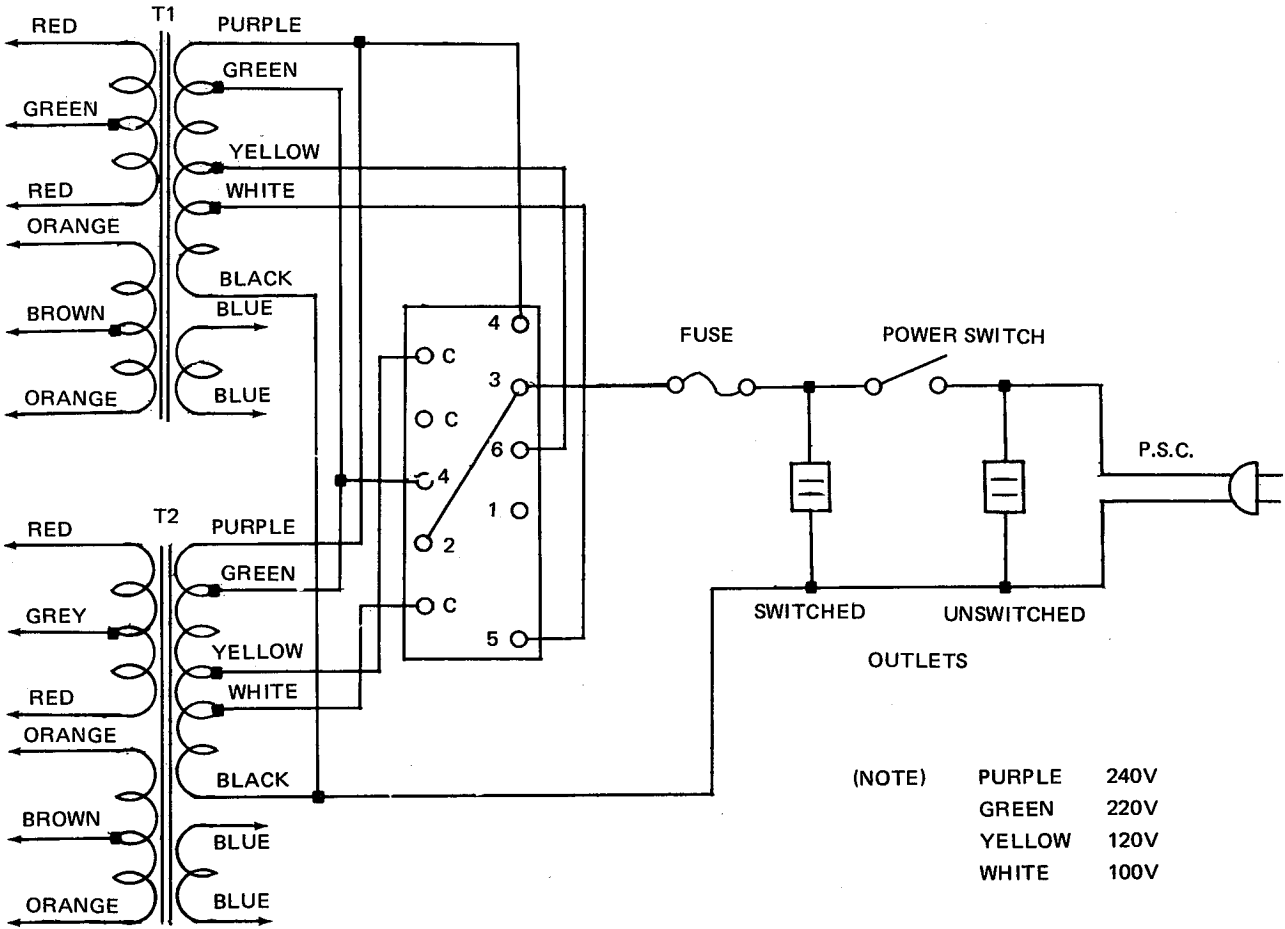 T1
RED
PURPLE
GREEN
GREEN
YELLOW
RED
WHITE
ORANGE
BLACK
BROWN
BLUE
ORANGE
BLUE
4
C
3
C
6
4
1
2
C
5
FUSE
POWER SWITCH
P.S.C.
SWITCHED
UNSWITCHED
OUTLETS
T2
RED
PURPLE
GREEN
GREY
YELLOW
RED
WHITE
ORANGE
BLACK
BROWN
BLUE
ORANGE
BLUE
(NOTE) PURPLE 240V
GREEN 220V
YELLOW 120V
WHITE 100V